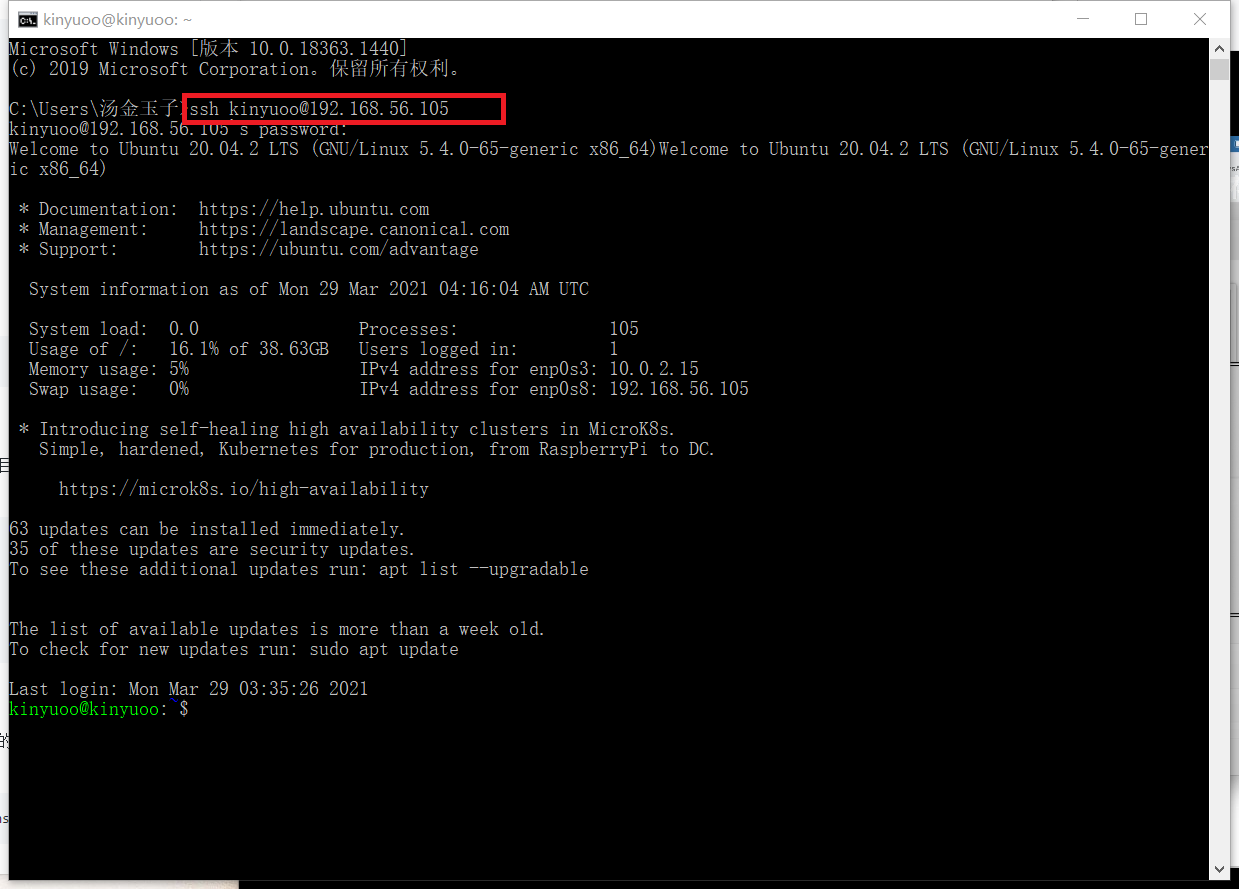 kinyuoo@kinyuoo: ~
Microsoft Windows [版本 10.0.18363.1440]
(c) 2019 Microsoft Corporation。保留所有权利。
C:\Users\汤金玉子>ssh kinyuoo@192.168.56.105
kinyuoo@192.168.56.105's password:
Welcome to Ubuntu 20.04.2 LTS (GNU/Linux 5.4.0-65-generic x86_64)Welcome to Ubuntu 20.04.2 LTS (GNU/Linux 5.4.0-65-gener
ic x86_64)
* Documentation:  https://help.ubuntu.com
* Management:     https://landscape.canonical.com
* Support:        https://ubuntu.com/advantage
System information as of Mon 29 Mar 2021 04:16:04 AM UTC
System load:  0.0                Processes:               105
Usage of /:   16.1% of 38.63GB   Users logged in:         1
Memory usage: 5%                 IPv4 address for enp0s3: 10.0.2.15
Swap usage:   0%                 IPv4 address for enp0s8: 192.168.56.105
* Introducing self-healing high availability clusters in MicroK8s.
Simple, hardened, Kubernetes for production, from RaspberryPi to DC.
https://microk8s.io/high-availability
63 updates can be installed immediately.
35 of these updates are security updates.
To see these additional updates run: apt list --upgradable
The list of available updates is more than a week old.
To check for new updates run: sudo apt update
Last login: Mon Mar 29 03:35:26 2021
kinyuoo@kinyuoo:~$